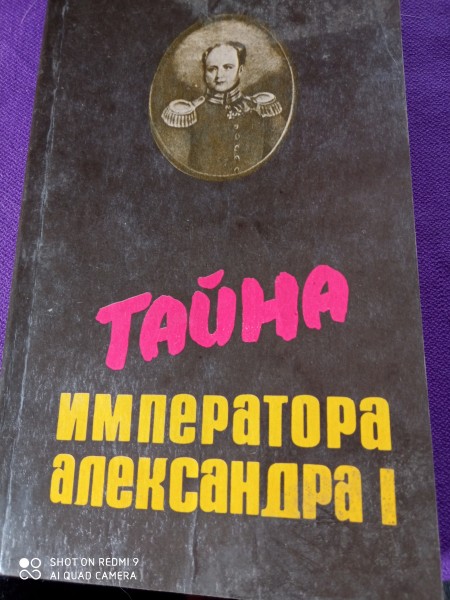 ТАЙНА
ИМПЕРАТОРА
АЛЕКСАНДРА I
SHOT ON REDMI 9
AI QUAD CAMERA